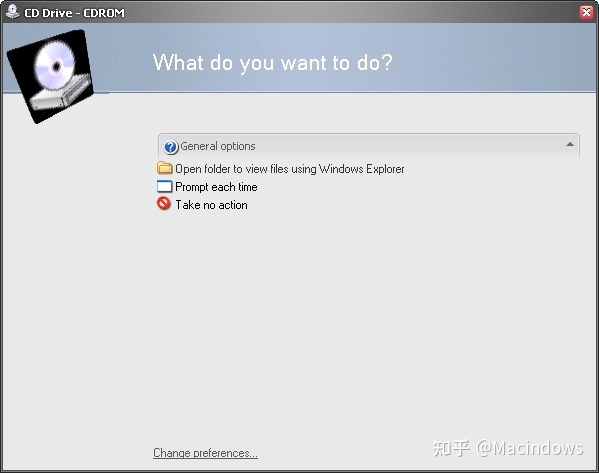 CD Drive - CDROM
What do you want to do?
General options
Open folder to view files using Windows Explorer
Prompt each time
Take no action
Change preferences...
知乎 @Macindows